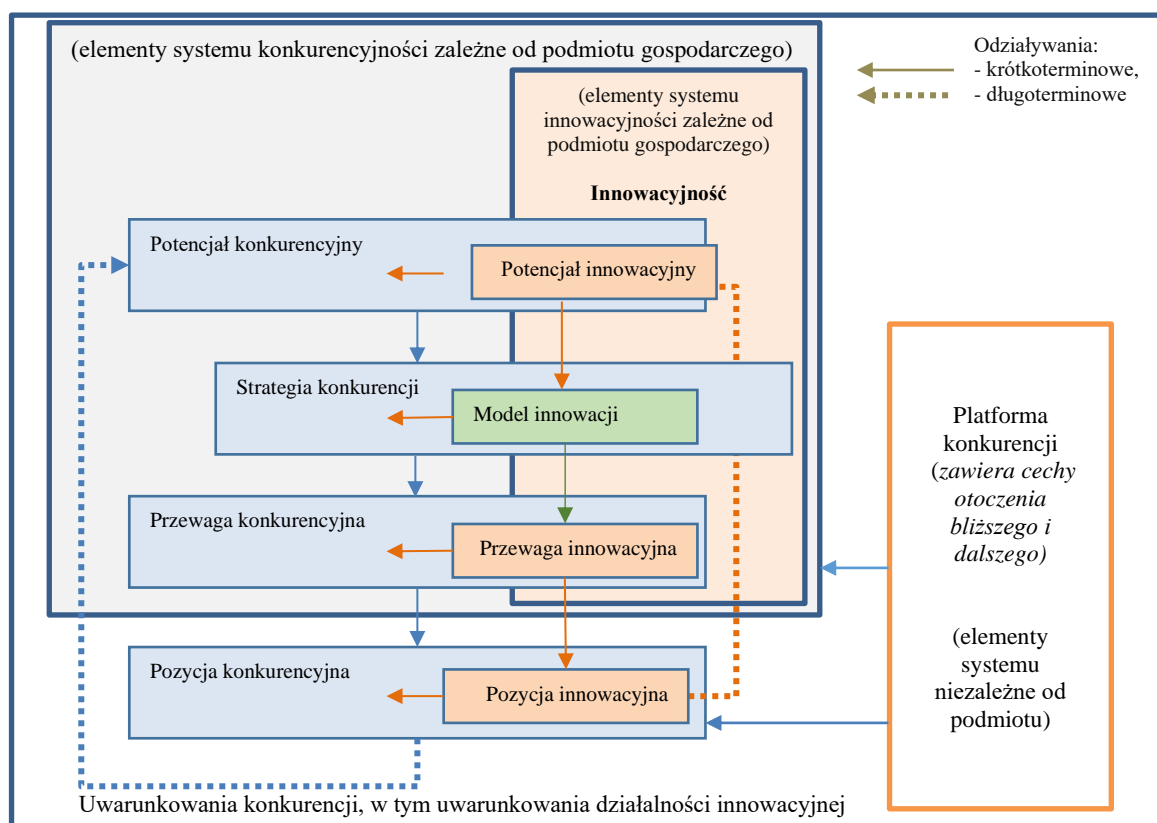 (elementy systemu konkurencyjności zależne od podmiotu gospodarczego)
Odziaływania:
- krótkoterminowe,
- długoterminowe
(elementy systemu
innowacyjności zależne od
podmiotu gospodarczego)
Innowacyjność
Potencjał konkurencyjny
Potencjał innowacyjny
Strategia konkurencji
Model innowacji
Przewaga konkurencyjna
Przewaga innowacyjna
Pozycja konkurencyjna
Pozycja innowacyjna
Platforma
konkurencji
(zawiera cechy
otoczenia
bliższego i
dalszego)
(elementy
systemu
niezależne od
podmiotu)
Uwarunkowania konkurencji, w tym uwarunkowania działalności innowacyjnej